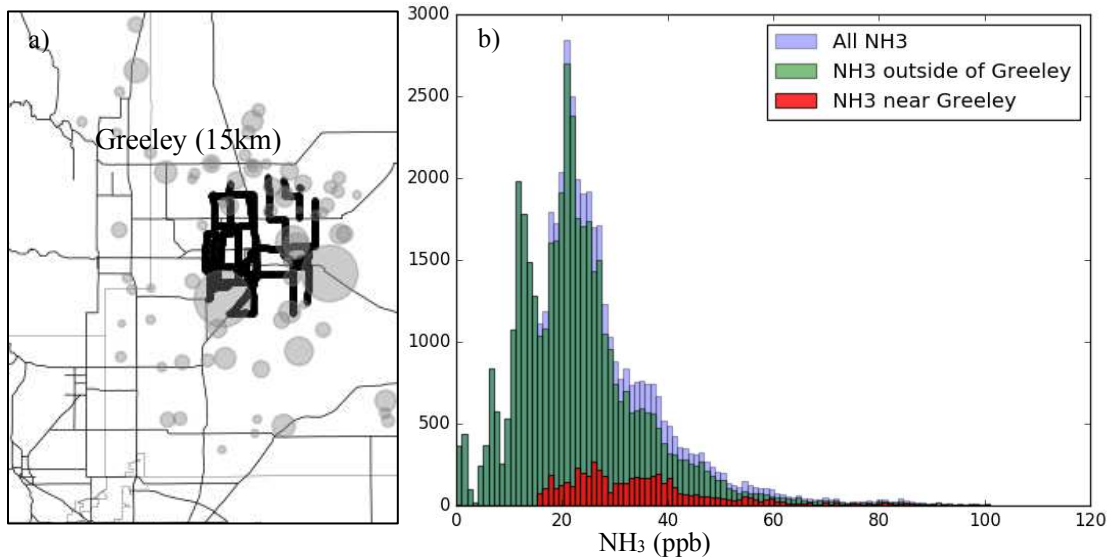 a)
Greeley (15km)
b)
3000
2500
2000
1500
1000
500
0
0 20 40 60 80 100 120
NH₃ (ppb)
All NH3
NH3 outside of Greeley
NH3 near Greeley